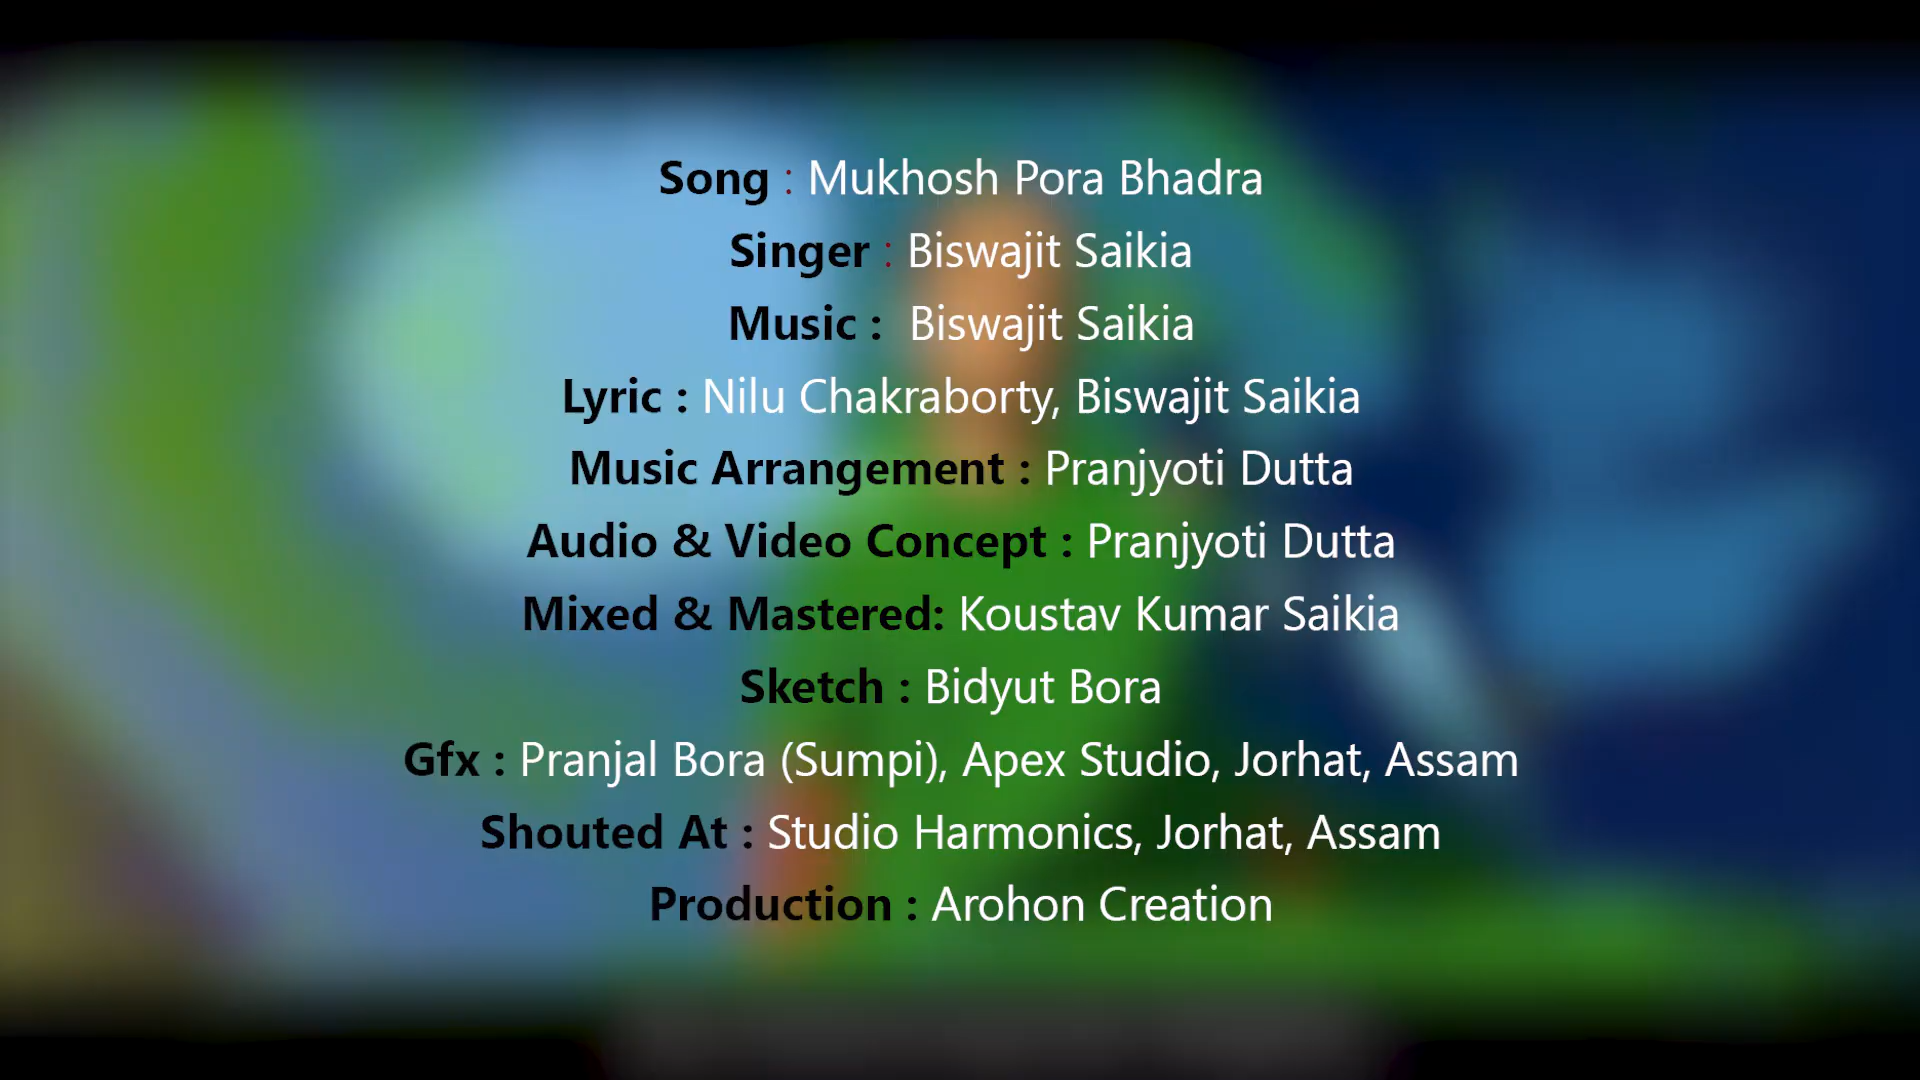 Song : Mukhosh Pora Bhadra
Singer : Biswajit Saikia
Music : Biswajit Saikia
Lyric : Nilu Chakraborty, Biswajit Saikia
Music Arrangement : Pranjyoti Dutta
Audio & Video Concept : Pranjyoti Dutta
Mixed & Mastered: Koustav Kumar Saikia
Sketch : Bidyut Bora
Gfx : Pranjal Bora (Sumpi), Apex Studio, Jorhat, Assam
Shouted At : Studio Harmonics, Jorhat, Assam
Production : Arohon Creation